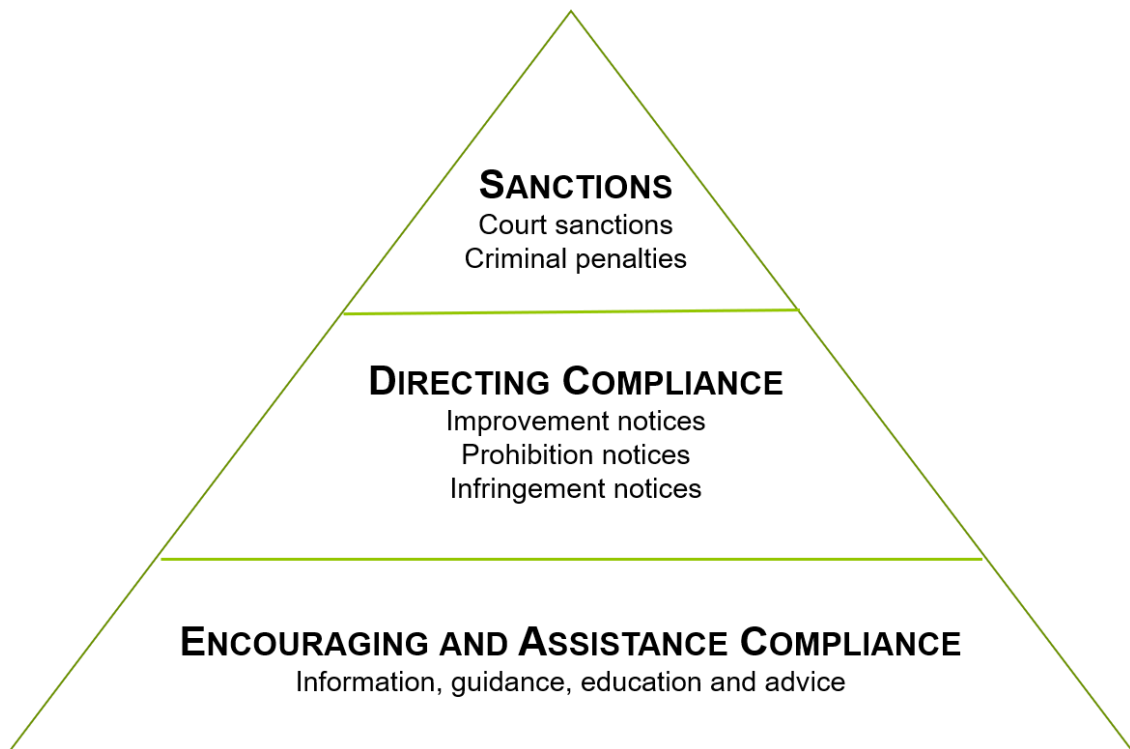 SANCTIONS
Court sanctions
Criminal penalties
DIRECTING COMPLIANCE
Improvement notices
Prohibition notices
Infringement notices
ENCOURAGING AND ASSISTANCE COMPLIANCE
Information, guidance, education and advice